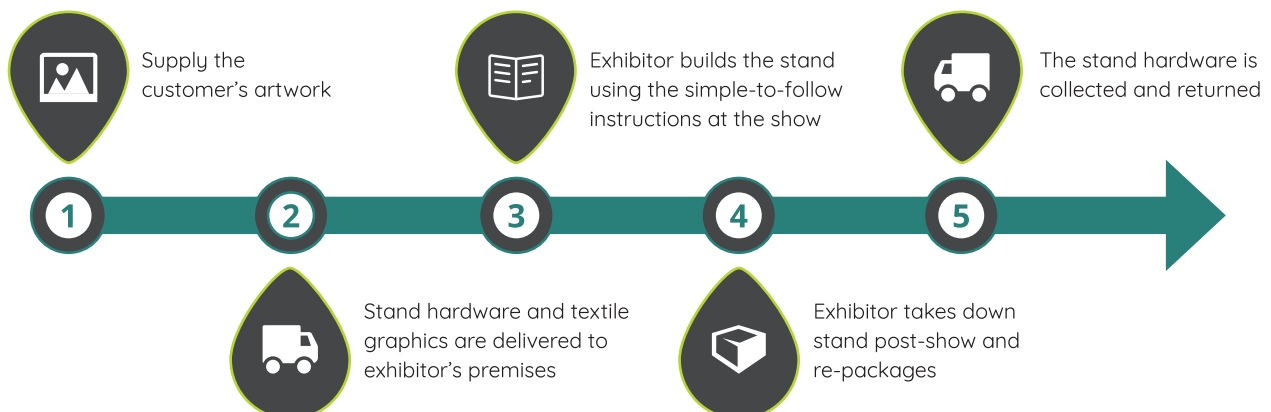 Supply the
customer's artwork
Exhibitor builds the stand
using the simple-to-follow
instructions at the show
The stand hardware is
collected and returned
1
2
3
4
5
Stand hardware and textile
graphics are delivered to
exhibitor's premises
Exhibitor takes down
stand post-show and
re-packages